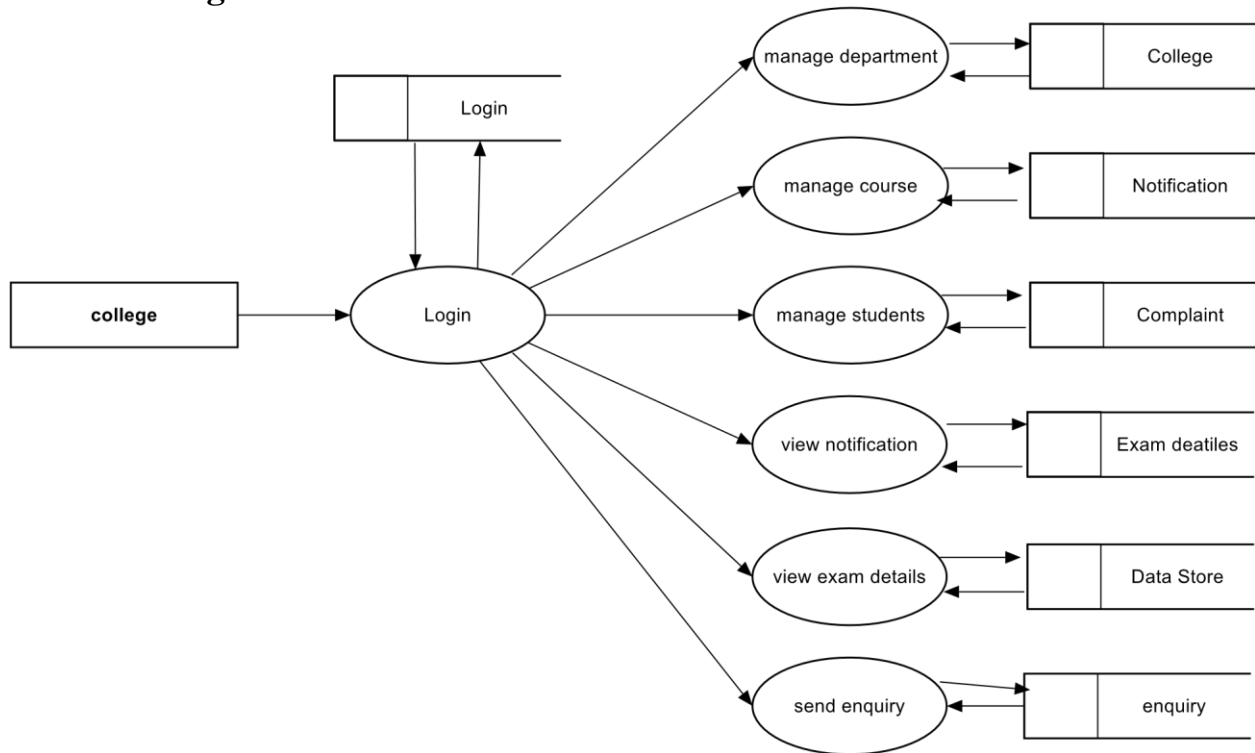 manage department
College
Login
manage course
Notification
college
Login
manage students
Complaint
view notification
Exam deatiles
view exam details
Data Store
send enquiry
enquiry